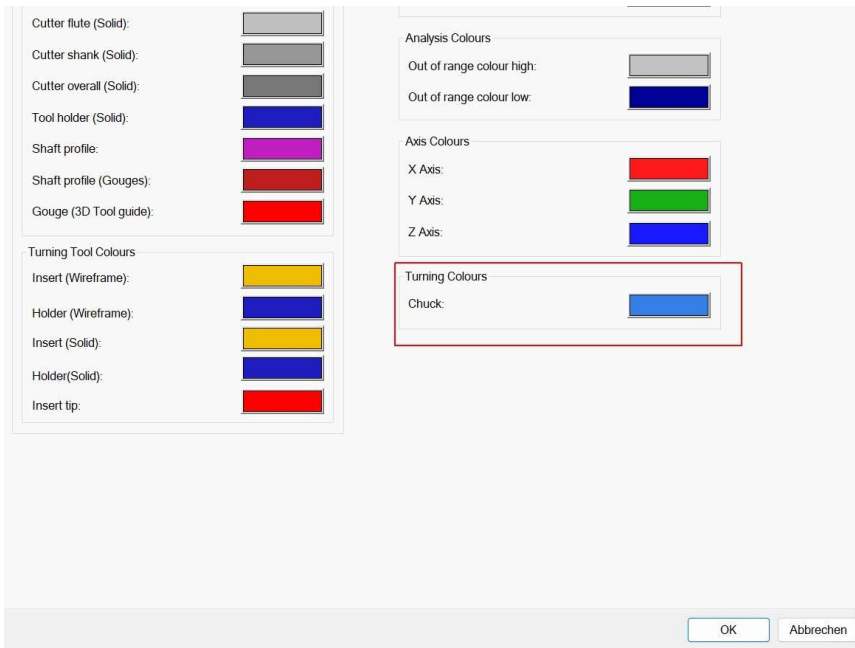 Cutter flute (Solid):
Cutter shank (Solid):
Cutter overall (Solid):
Tool holder (Solid):
Shaft profile:
Shaft profile (Gouges):
Gouge (3D Tool guide):
Turning Tool Colours
Insert (Wireframe):
Holder (Wireframe):
Insert (Solid):
Holder(Solid):
Insert tip:
Analysis Colours
Out of range colour high:
Out of range colour low:
Axis Colours
X Axis:
Y Axis:
Z Axis:
Turning Colours
Chuck:
OK
Abbrechen